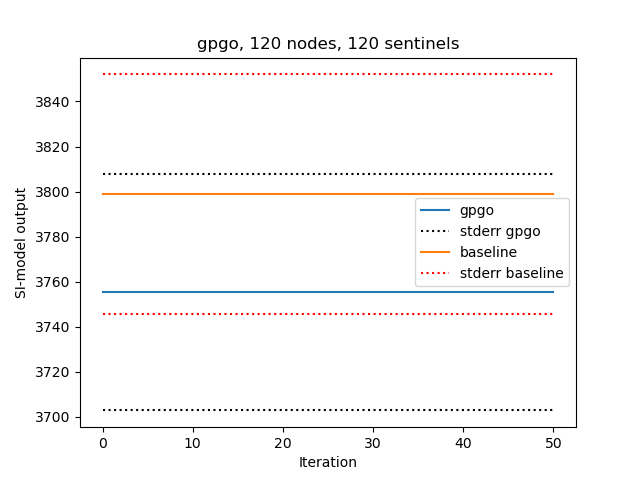 gpgo, 120 nodes, 120 sentinels
SI-model output
3840
3820
3800
3780
3760
3740
3720
3700
gpgo
stderr gpgo
baseline
stderr baseline
0 10 20 30 40 50
Iteration